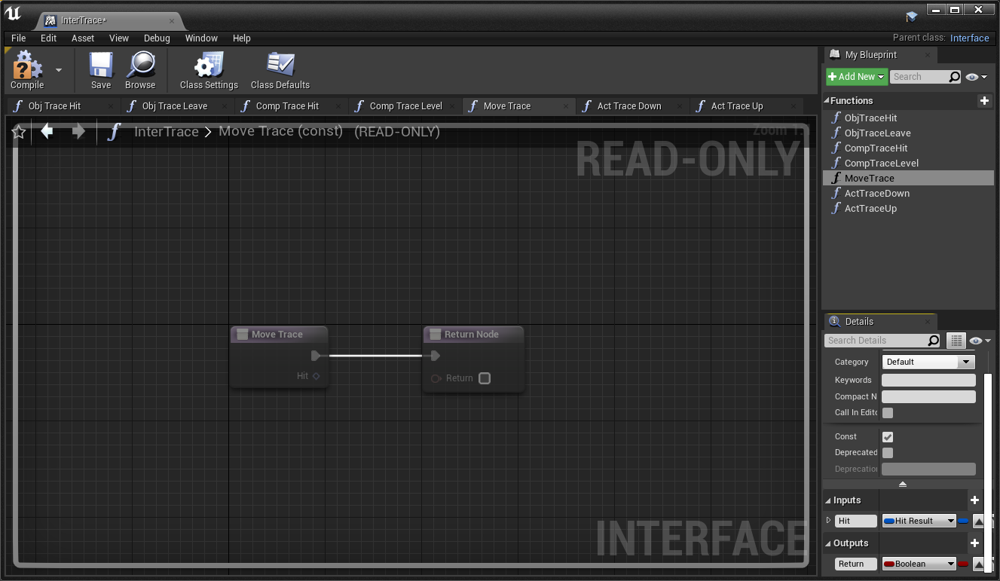 InterTrace*
File Edit Asset View Debug Window Help
Parent class: Interface
Compile Save Browse Class Settings Class Defaults
Obj Trace Hit Obj Trace Leave Comp Trace Hit Comp Trace Level Move Trace Act Trace Down Act Trace Up
InterTrace > Move Trace (const) (READ-ONLY)
READ-ONLY
Move Trace
Hit
Return Node
Return
INTERFACE
My Blueprint
Add New Search
Functions
ObjTraceHit
ObjTraceLeave
CompTraceHit
CompTraceLevel
MoveTrace
ActTraceDown
ActTraceUp
Details
Search Details
Category Default
Keywords
Compact N
Call In Edito
Const
Deprecated
Deprecation
Inputs
Hit Hit Result
Outputs
Return Boolean